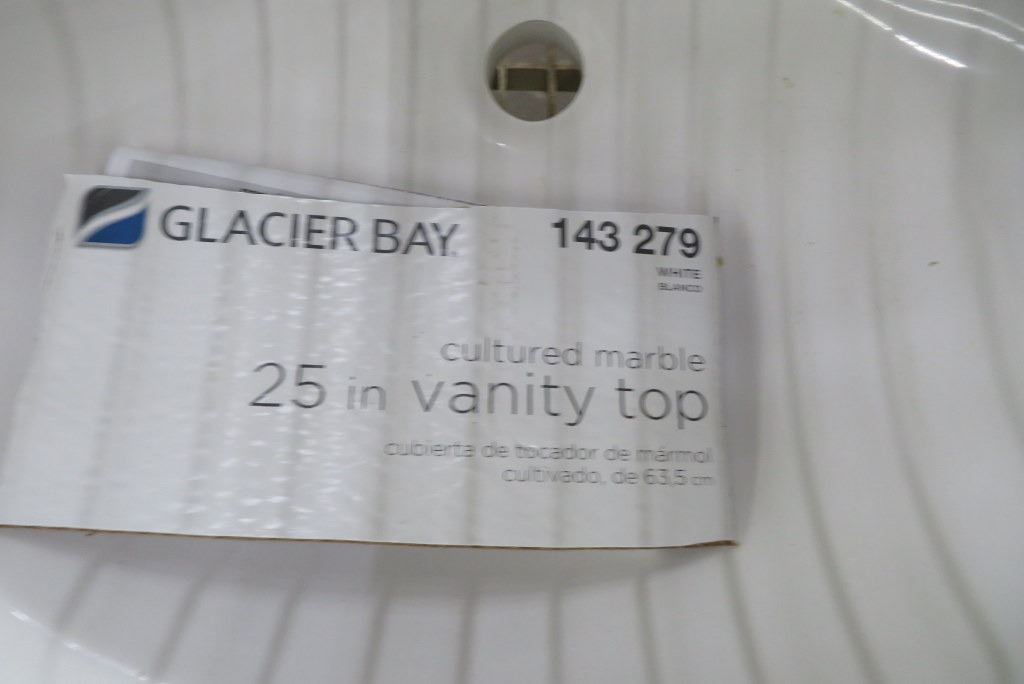 GLACIER BAY.
143 279
WHITE
BLANCO
cultured marble
25 in vanity top
cubierta de tocador de mármol
cultivado, de 63,5 cm